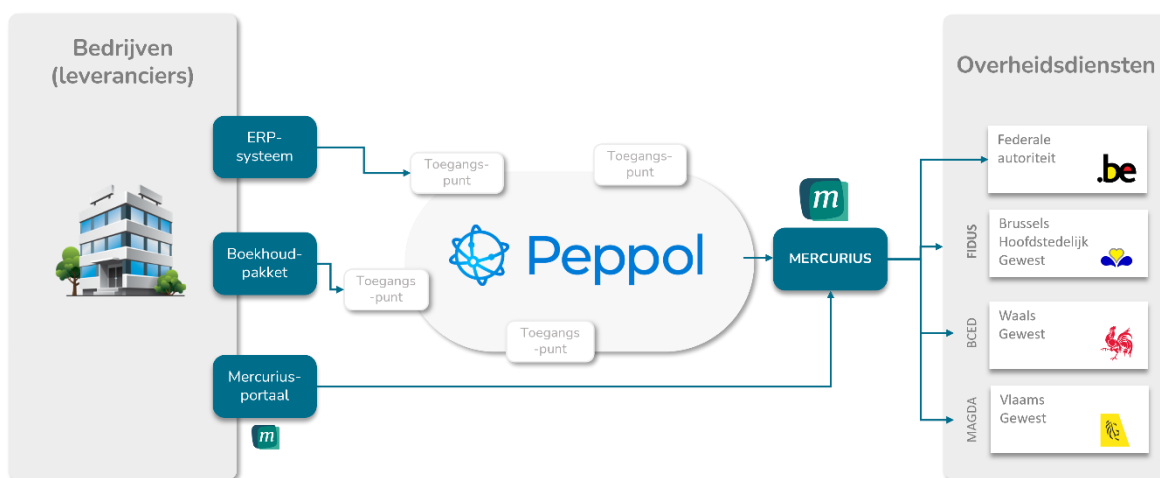 Bedrijven
(leveranciers)
ERP-
systeem
Boekhoud-
pakket
Mercurius-
portaal
m
Toegangs-
punt
Toegangs-
punt
Toegangs
-punt
Toegangs
-punt
Peppol
m
MERCURIUS
Overheidsdiensten
Federale
autoriteit
.be
FIDUS
Brussels
Hoofdstedelijk
Gewest
BCED
Waals
Gewest
MAGDA
Vlaams
Gewest